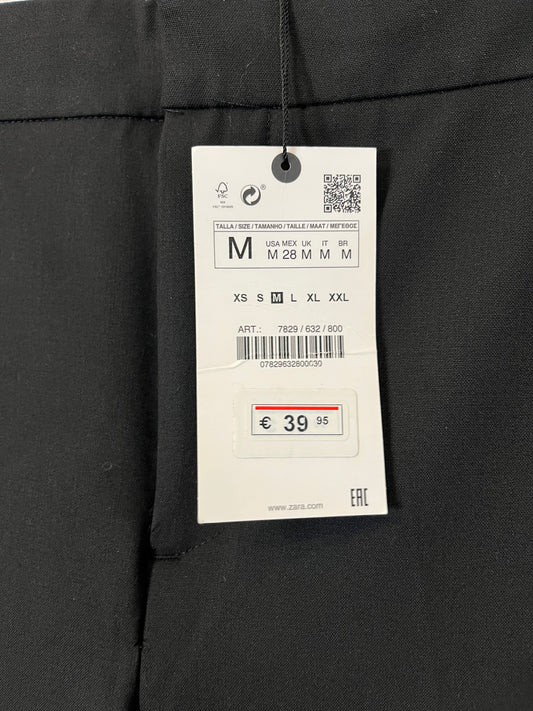 FSC
TALLA / SIZE / TAMANHO / TAILLE / MAAT / ΜΕΓΕΘΟΣ
M
USA MEX UK IT BR
M 28 M M M
XS S M L XL XXL
ART.: 7829 / 632 / 800
07829632800030
€ 39 95
www.zara.com
EAC